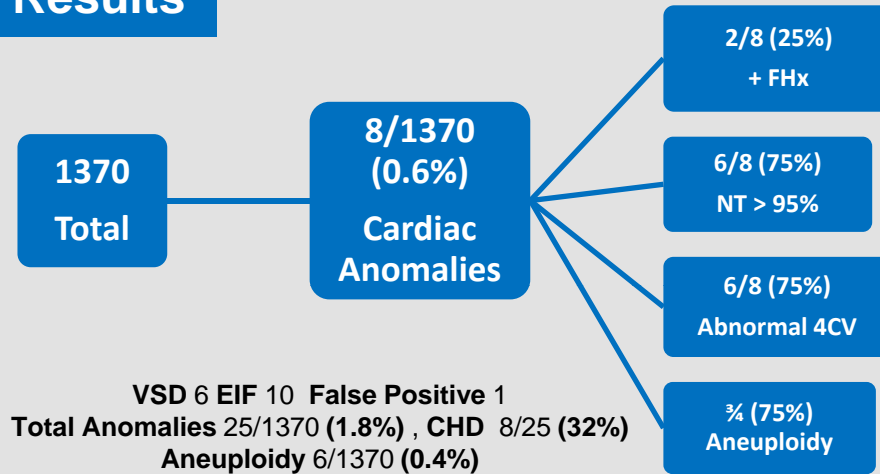 Results
1370
Total
8/1370
(0.6%)
Cardiac
Anomalies
2/8 (25%)
+ FHx
6/8 (75%)
NT > 95%
6/8 (75%)
Abnormal 4CV
¾ (75%)
Aneuploidy
VSD 6 EIF 10 False Positive 1
Total Anomalies 25/1370 (1.8%) , CHD 8/25 (32%)
Aneuploidy 6/1370 (0.4%)